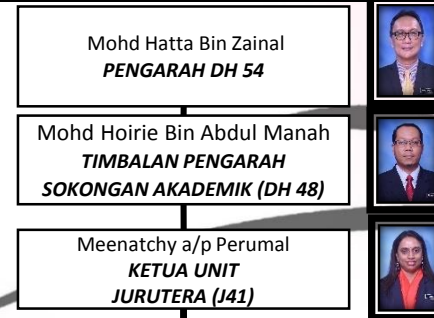 Mohd Hatta Bin Zainal
PENGARAH DH 54
Mohd Hoirie Bin Abdul Manah
TIMBALAN PENGARAH
SOKONGAN AKADEMIK (DH 48)
Meenatchy a/p Perumal
KETUA UNIT
JURUTERA (J41)